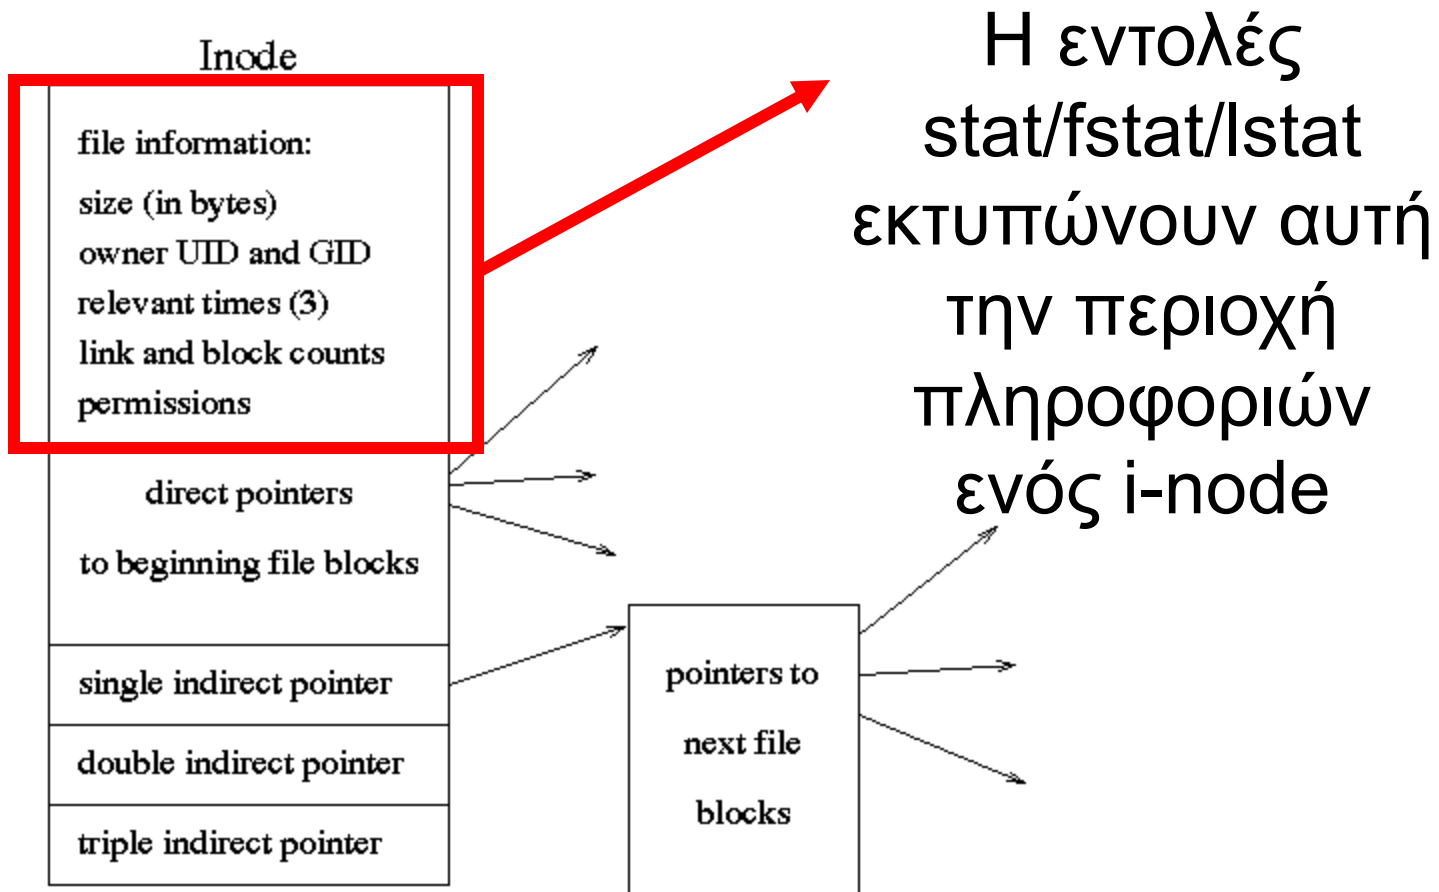 Inode
file information:
size (in bytes)
owner UID and GID
relevant times (3)
link and block counts
permissions
direct pointers
to beginning file blocks
single indirect pointer
double indirect pointer
triple indirect pointer
pointers to
next file
blocks
Η εντολές
stat/fstat/lstat
εκτυπώνουν αυτή
την περιοχή
πληροφοριών
ενός i-node